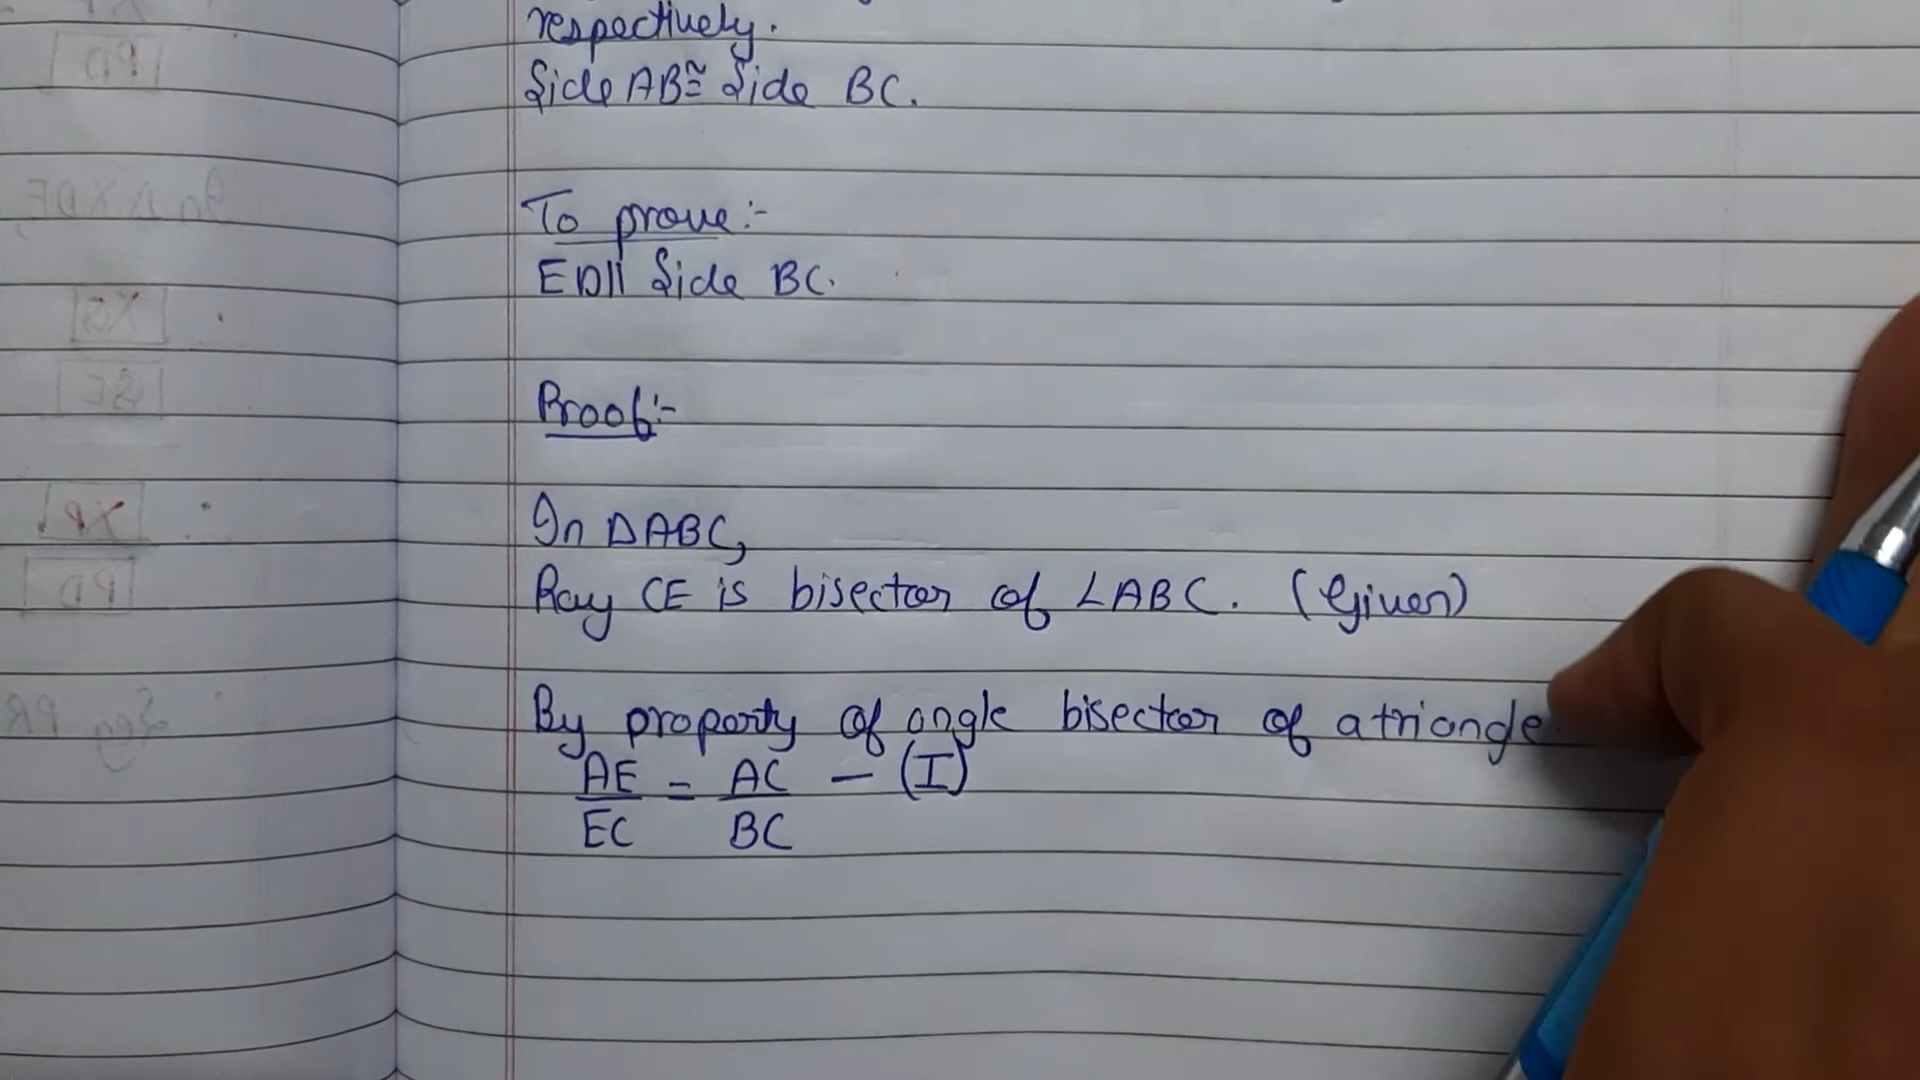 respectively.
Side AB ≅ Side BC.
To prove:-
ED || Side BC.
Proof:-
In ΔABC,
Ray CE is bisector of ∠ABC. (Given)
By property of angle bisector of a triangle
AE/EC = AC/BC — (I)